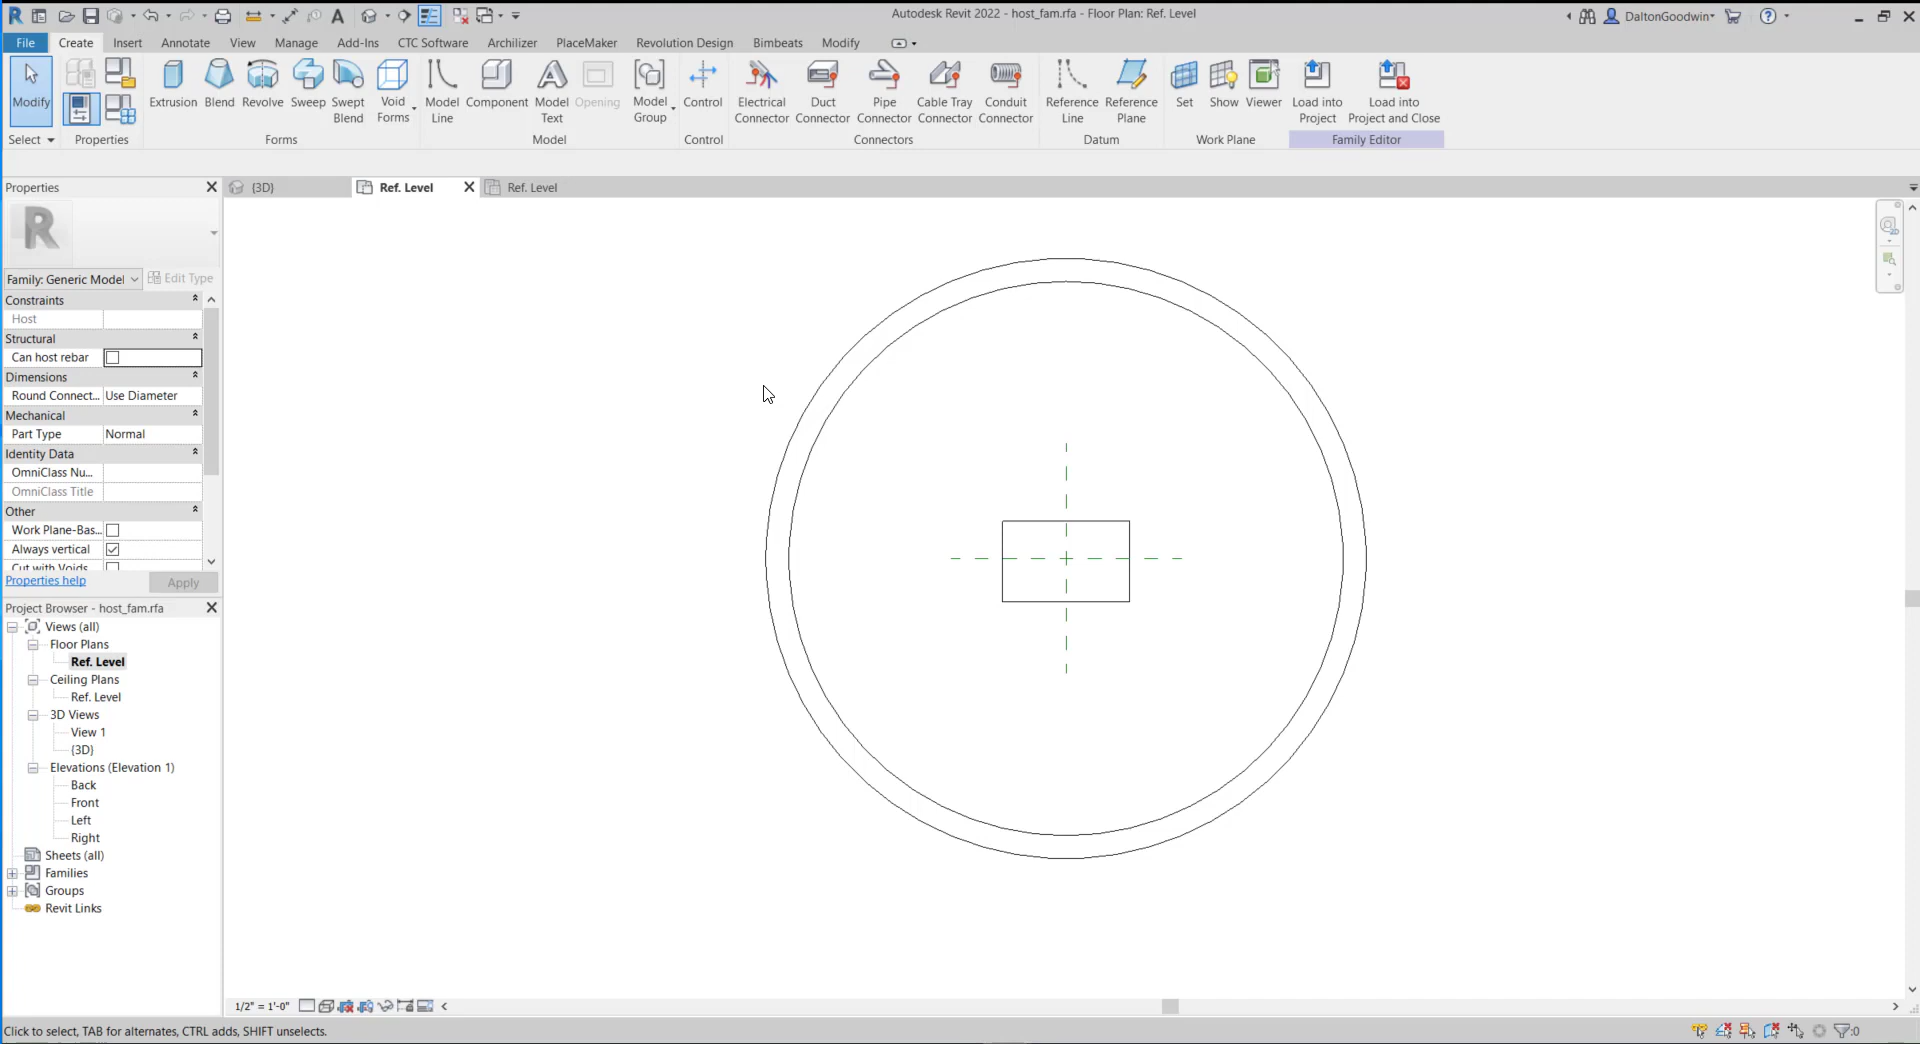 Autodesk Revit 2022 - host_fam.rfa - Floor Plan: Ref. Level
DaltonGoodwin
File Create Insert Annotate View Manage Add-Ins CTC Software Archilizer PlaceMaker Revolution Design Bimbeats Modify
Modify
Extrusion Blend Revolve Sweep Swept Blend Void Forms
Model Line Component Model Text Opening Model Group
Control
Electrical Connector Duct Connector Pipe Connector Cable Tray Connector Conduit Connector
Reference Line Reference Plane
Set Show Viewer
Load into Project Load into Project and Close
Select Properties Forms Model Control Connectors Datum Work Plane Family Editor
Properties
{3D} Ref. Level Ref. Level
Family: Generic Model Edit Type
Constraints
Host
Structural
Can host rebar
Dimensions
Round Connect... Use Diameter
Mechanical
Part Type Normal
Identity Data
OmniClass Nu...
OmniClass Title
Other
Work Plane-Bas...
Always vertical
Cut with Voids
Properties help Apply
Project Browser - host_fam.rfa
Views (all)
Floor Plans
Ref. Level
Ceiling Plans
Ref. Level
3D Views
View 1
{3D}
Elevations (Elevation 1)
Back
Front
Left
Right
Sheets (all)
Families
Groups
Revit Links
1/2" = 1'-0"
Click to select, TAB for alternates, CTRL adds, SHIFT unselects.
:0